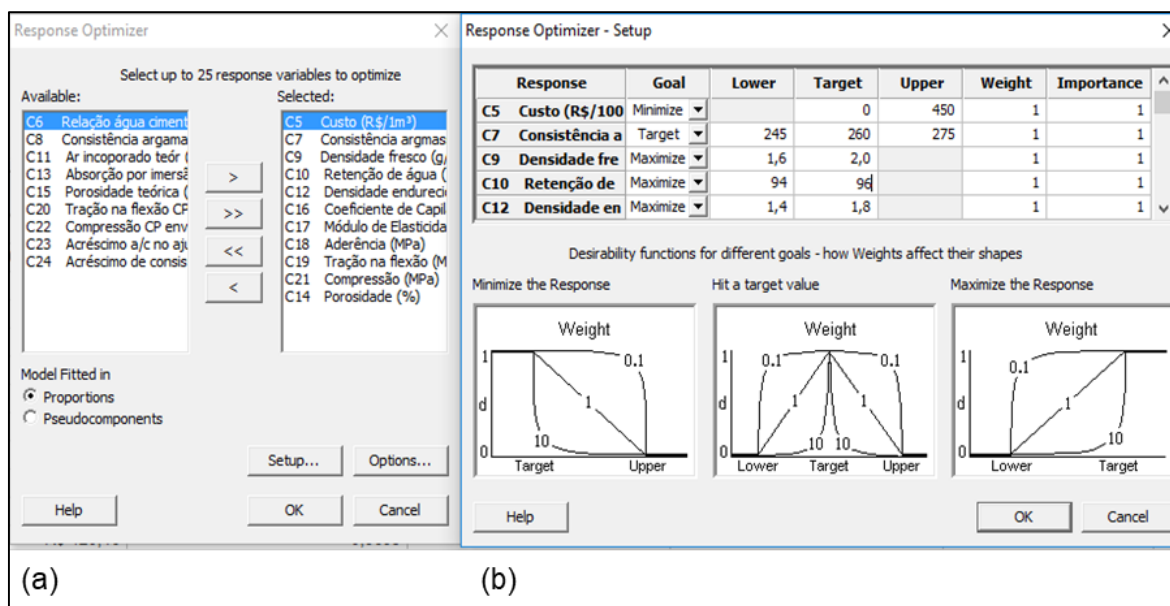 Response Optimizer
Select up to 25 response variables to optimize
Available:
C6 Relação água ciment
C8 Consistência argama
C11 Ar incoporado teór (
C13 Absorção por imersã
C15 Porosidade teórica (
C20 Tração na flexão CP
C22 Compressão CP env
C23 Acréscimo a/c no aju
C24 Acréscimo de consis
>
>>
<<
<
Selected:
C5 Custo (R$/1m³)
C7 Consistência argmas
C9 Densidade fresco (g/
C10 Retenção de água (
C12 Densidade endureci
C16 Coeficiente de Capil
C17 Módulo de Elasticida
C18 Aderência (MPa)
C19 Tração na flexão (M
C21 Compressão (MPa)
C14 Porosidade (%)
Model Fitted in
Proportions
Pseudocomponents
Setup... Options...
Help OK Cancel
(a)
Response Optimizer - Setup
Response Goal Lower Target Upper Weight Importance
C5 Custo (R$/100 Minimize 0 450 1 1
C7 Consistência a Target 245 260 275 1 1
C9 Densidade fre Maximize 1,6 2,0 1 1
C10 Retenção de Maximize 94 96 1 1
C12 Densidade en Maximize 1,4 1,8 1 1
Desirability functions for different goals - how Weights affect their shapes
Minimize the Response
Weight
1
0.1
d
1
10
0
Target Upper
Hit a target value
Weight
1
0.1 0.1
d
1 1
10 10
0
Lower Target Upper
Maximize the Response
Weight
1
0.1
d
1
10
0
Lower Target
Help OK Cancel
(b)